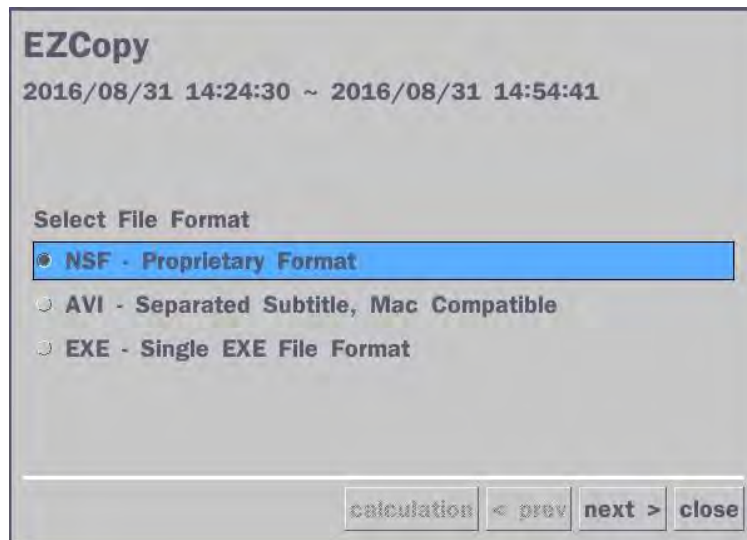 EZCopy
2016/08/31 14:24:30 ~ 2016/08/31 14:54:41
Select File Format
NSF - Proprietary Format
AVI - Separated Subtitle, Mac Compatible
EXE - Single EXE File Format
calculation < prev next > close